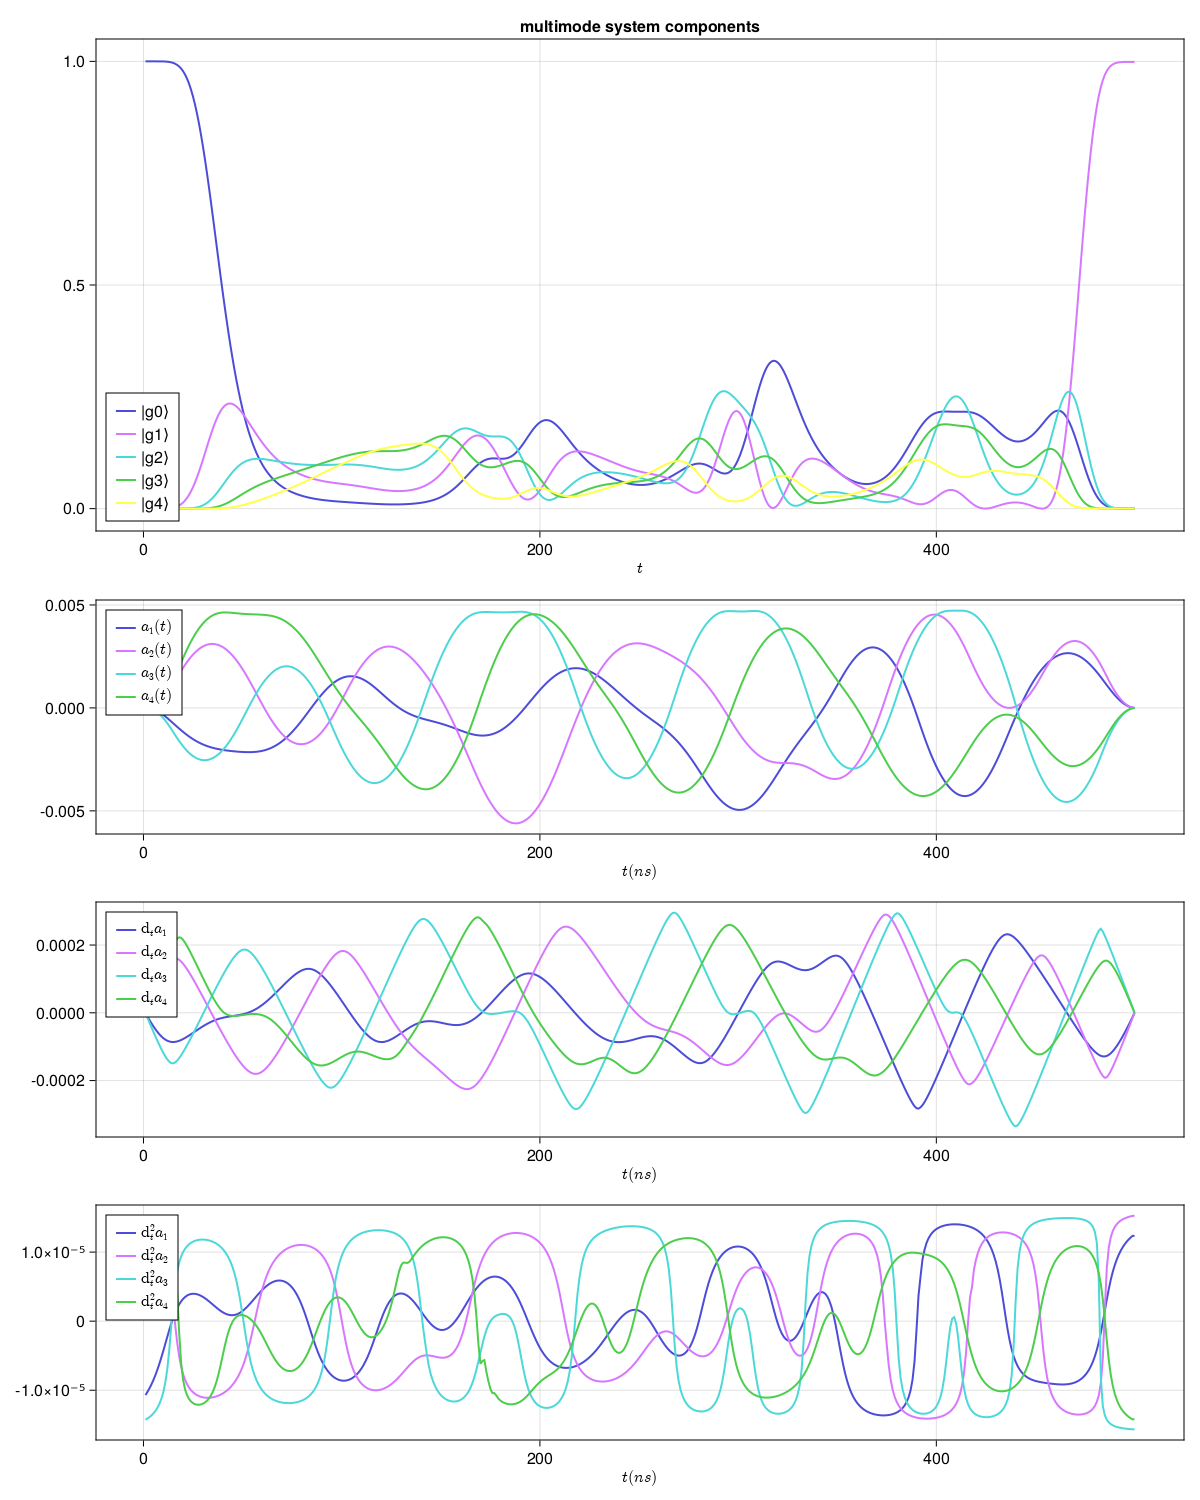 multimode system components
1.0
0.5
0.0
|g0⟩
|g1⟩
|g2⟩
|g3⟩
|g4⟩
0 200 400
t
0.005
0.000
-0.005
a₁(t)
a₂(t)
a₃(t)
a₄(t)
0 200 400
t(ns)
0.0002
0.0000
-0.0002
dₜa₁
dₜa₂
dₜa₃
dₜa₄
0 200 400
t(ns)
1.0×10⁻⁵
0
-1.0×10⁻⁵
d²ₜa₁
d²ₜa₂
d²ₜa₃
d²ₜa₄
0 200 400
t(ns)